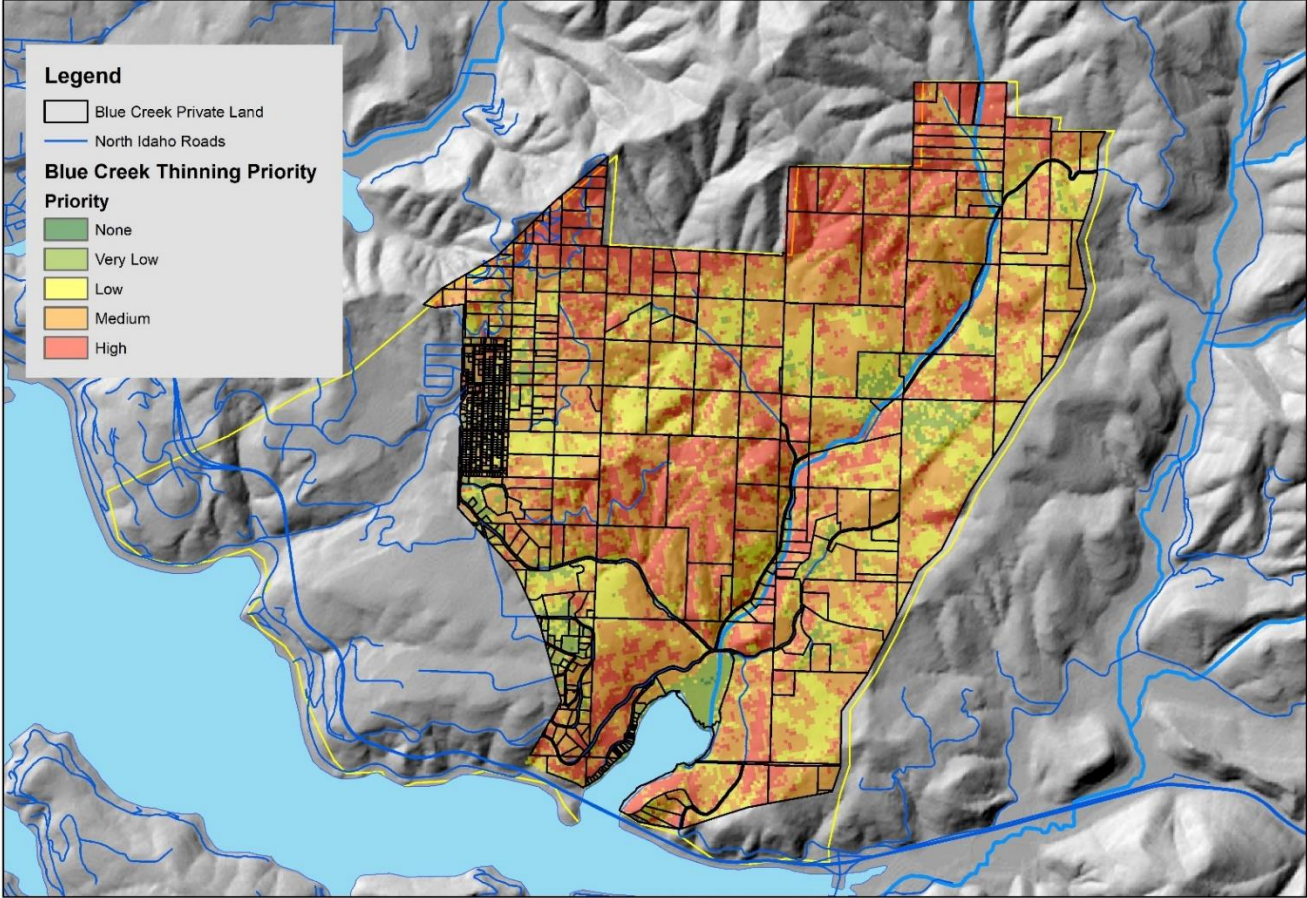 Legend
Blue Creek Private Land
North Idaho Roads
Blue Creek Thinning Priority
Priority
None
Very Low
Low
Medium
High